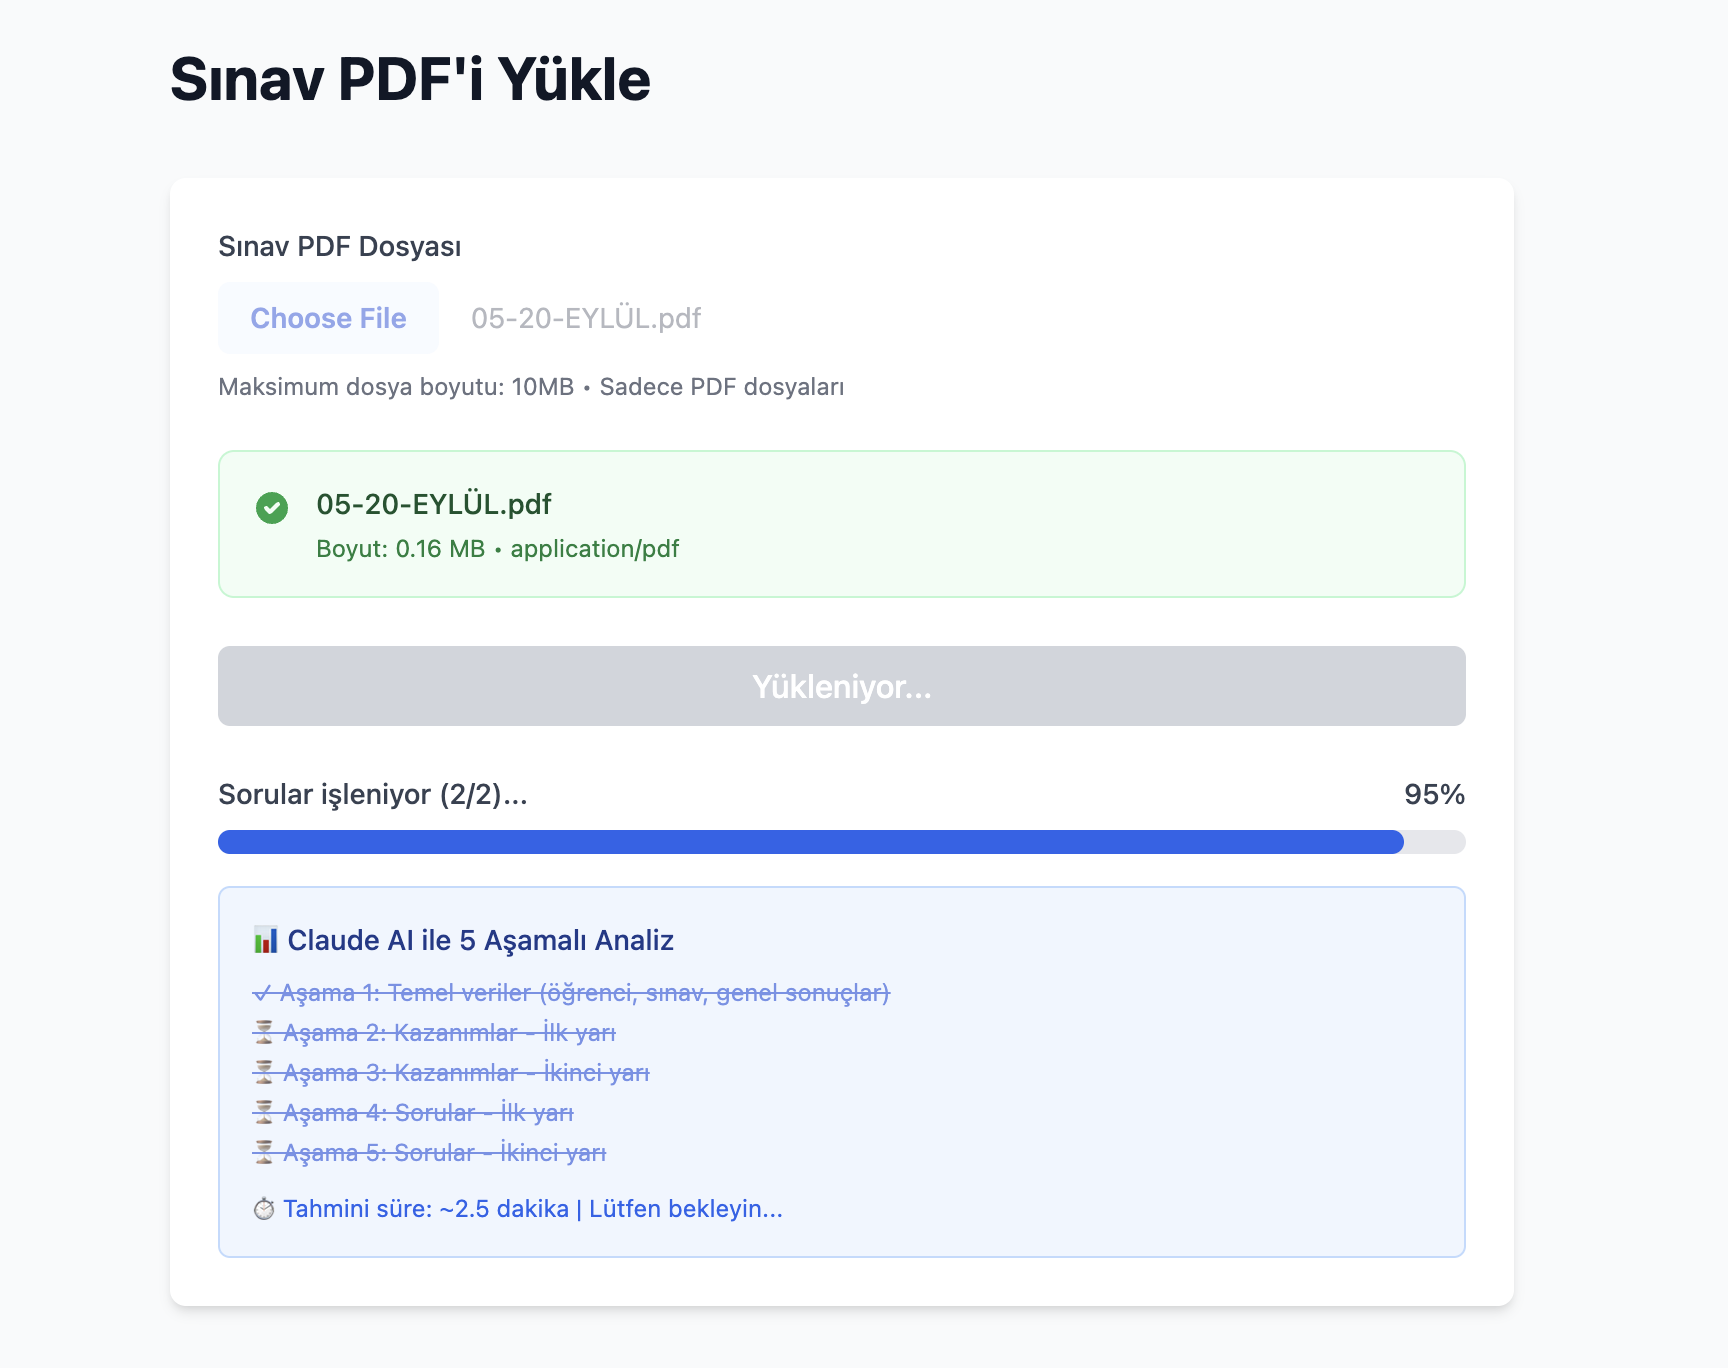 Sınav PDF'i Yükle
Sınav PDF Dosyası
Choose File 05-20-EYLÜL.pdf
Maksimum dosya boyutu: 10MB • Sadece PDF dosyaları
05-20-EYLÜL.pdf
Boyut: 0.16 MB • application/pdf
Yükleniyor...
Sorular işleniyor (2/2)... 95%
📊 Claude AI ile 5 Aşamalı Analiz
✓ Aşama 1: Temel veriler (öğrenci, sınav, genel sonuçlar)
⏳ Aşama 2: Kazanımlar - İlk yarı
⏳ Aşama 3: Kazanımlar - İkinci yarı
⏳ Aşama 4: Sorular - İlk yarı
⏳ Aşama 5: Sorular - İkinci yarı
⏱️ Tahmini süre: ~2.5 dakika | Lütfen bekleyin...